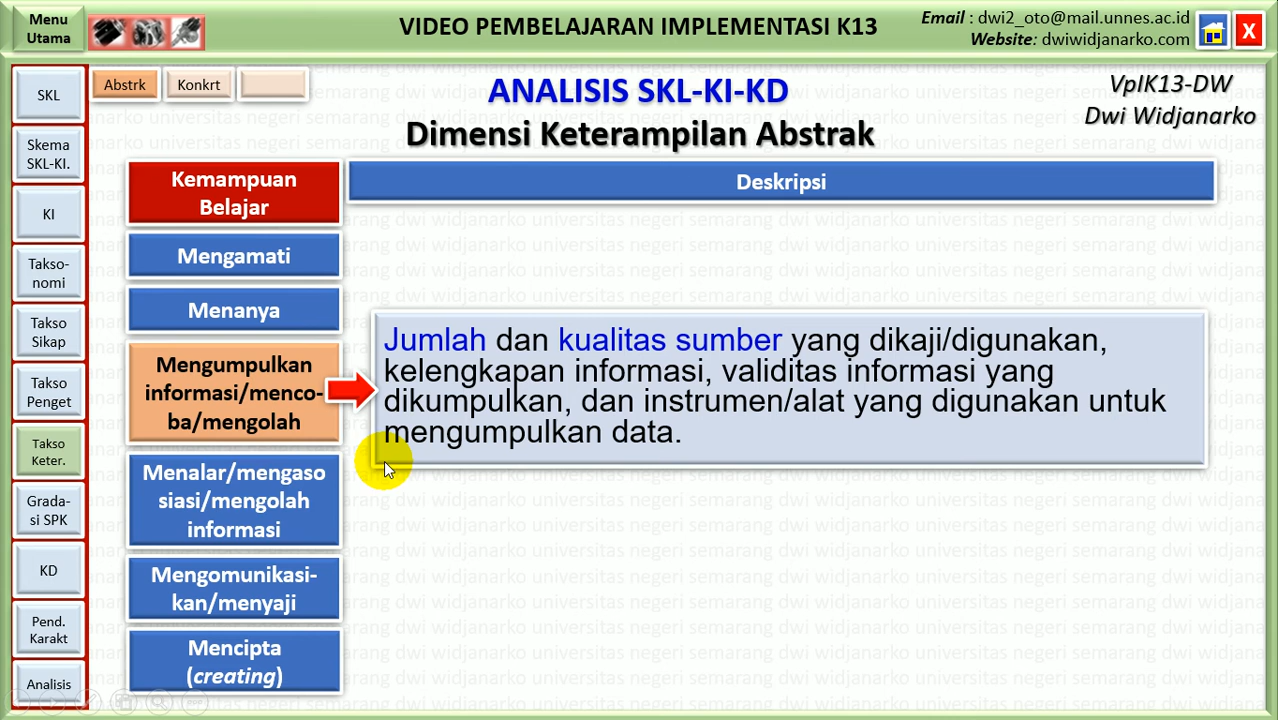 Menu
Utama
VIDEO PEMBELAJARAN IMPLEMENTASI K13
Email : dwi2_oto@mail.unnes.ac.id
Website: dwiwidjanarko.com
X
SKL
Skema
SKL-KI.
KI
Takso-
nomi
Takso
Sikap
Takso
Penget
Takso
Keter.
Grada-
si SPK
KD
Pend.
Karakt
Analisis
Abstrk
Konkrt
ANALISIS SKL-KI-KD
Dimensi Keterampilan Abstrak
VpIK13-DW
Dwi Widjanarko
Kemampuan
Belajar
Deskripsi
Mengamati
Menanya
Mengumpulkan
informasi/menco-
ba/mengolah
Jumlah dan kualitas sumber yang dikaji/digunakan,
kelengkapan informasi, validitas informasi yang
dikumpulkan, dan instrumen/alat yang digunakan untuk
mengumpulkan data.
Menalar/mengaso
siasi/mengolah
informasi
Mengomunikasi-
kan/menyaji
Mencipta
(creating)